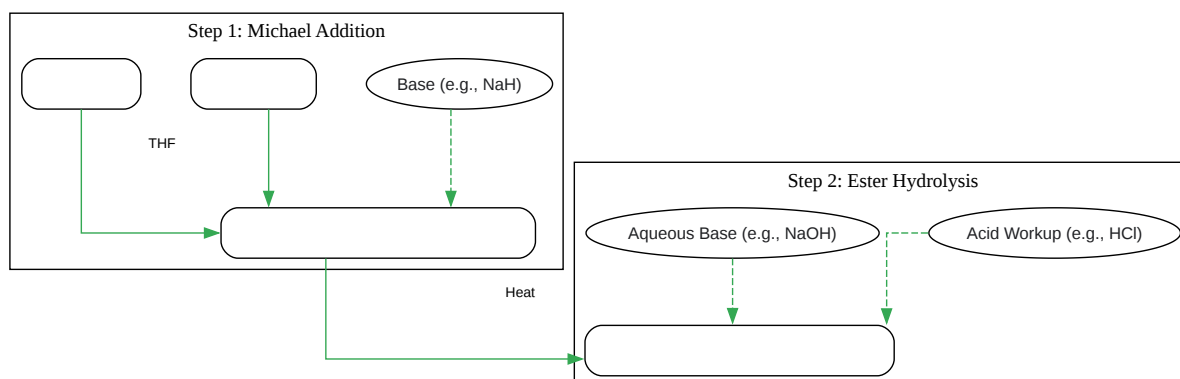 Step 1: Michael Addition
Base (e.g., NaH)
THF
Step 2: Ester Hydrolysis
Aqueous Base (e.g., NaOH)
Acid Workup (e.g., HCl)
Heat